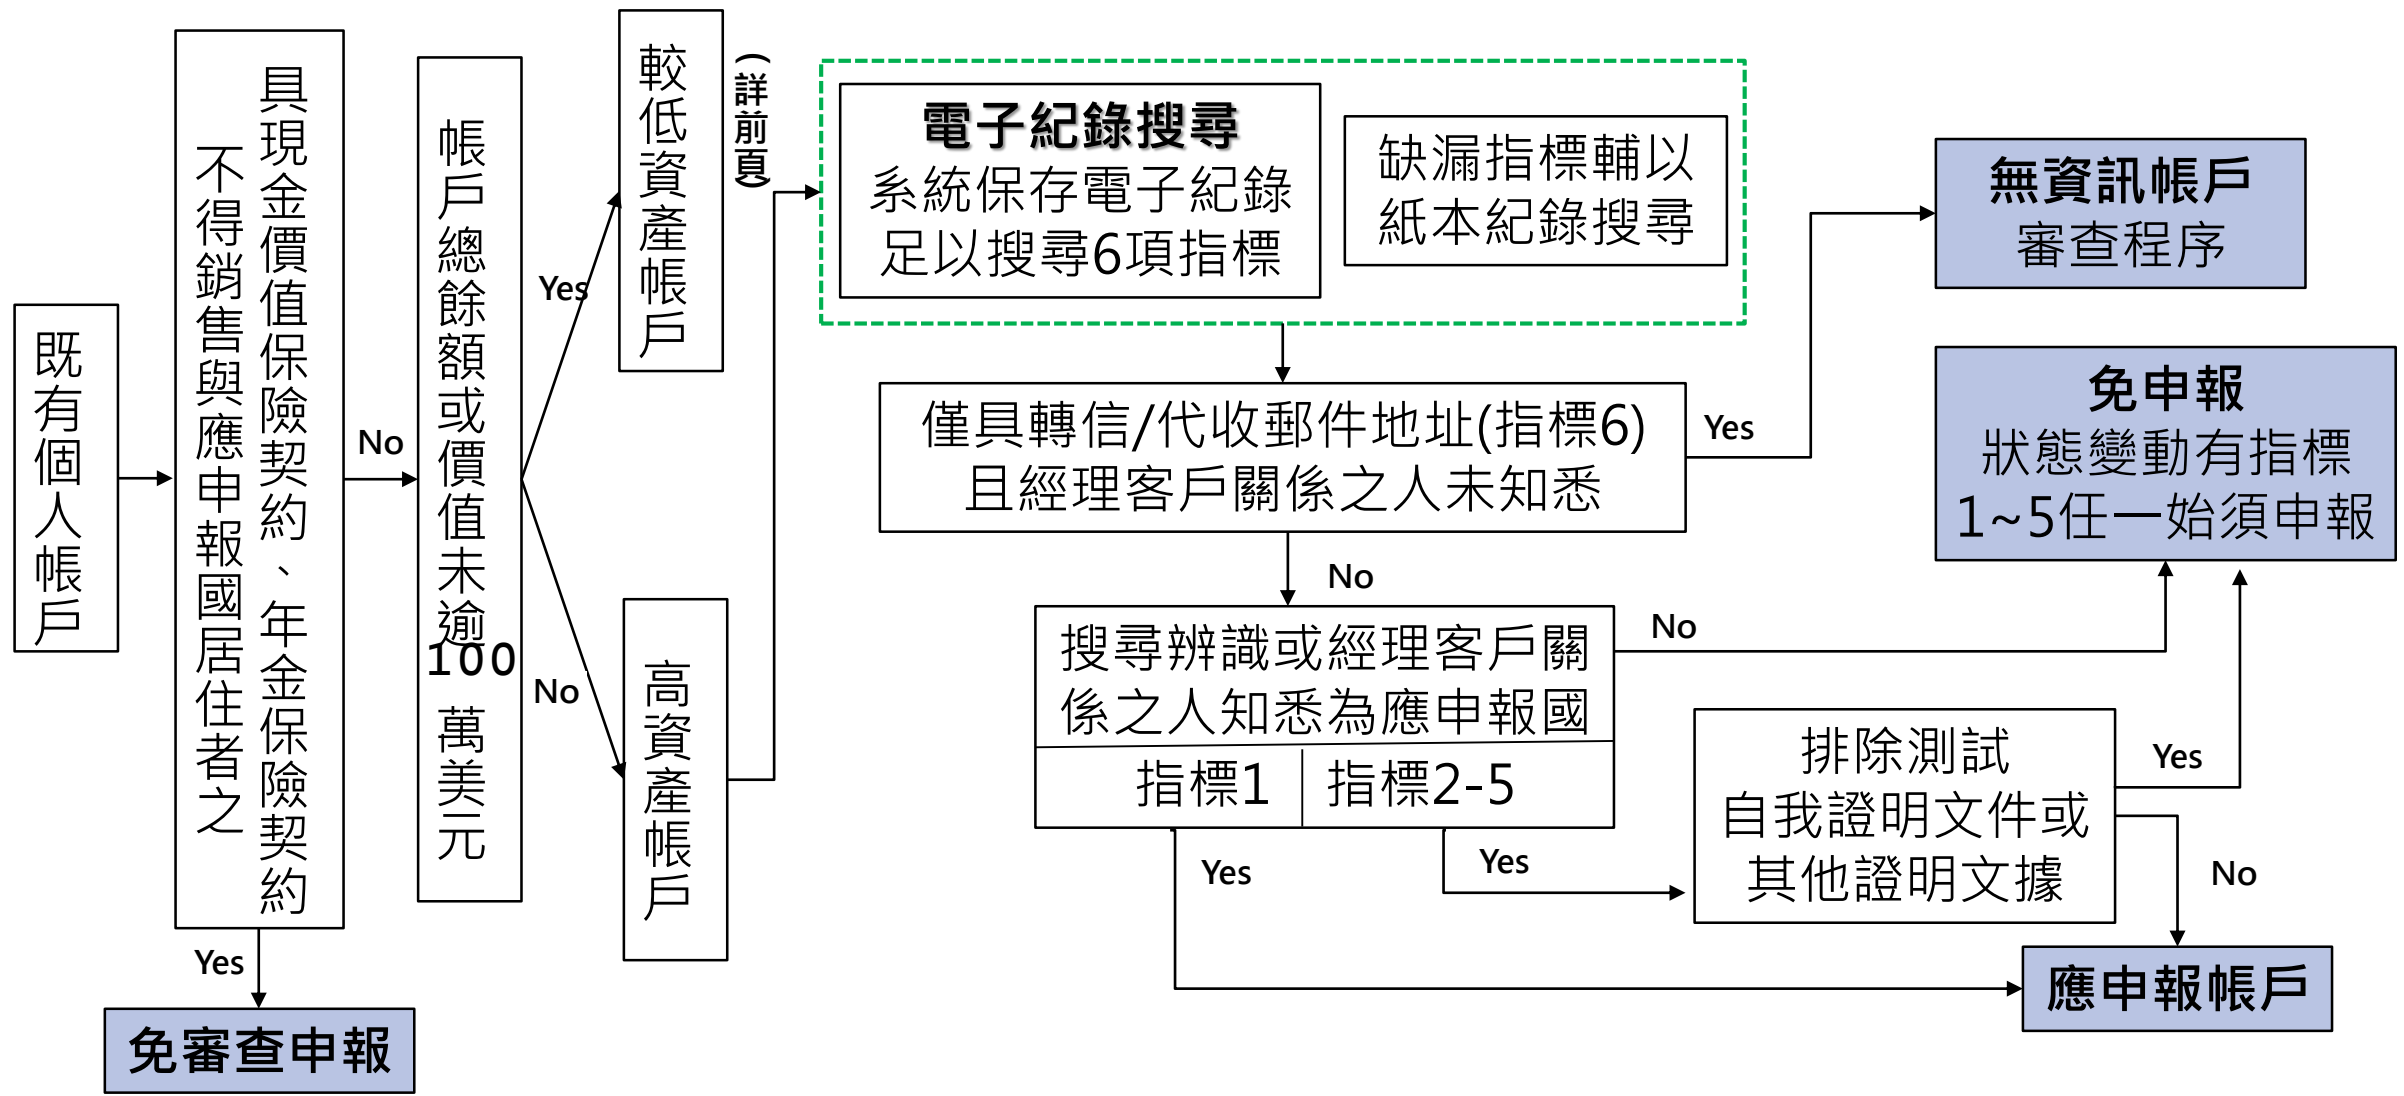 既有個人帳戶
具現金價值保險契約、年金保險契約
不得銷售與應申報國居住者之
Yes
免審查申報
No
帳戶總餘額或價值未逾
100
萬美元
Yes
No
較低資產帳戶
(詳前頁)
高資產帳戶
電子紀錄搜尋
系統保存電子紀錄
足以搜尋6項指標
缺漏指標輔以
紙本紀錄搜尋
僅具轉信/代收郵件地址(指標6)
且經理客戶關係之人未知悉
Yes
無資訊帳戶
審查程序
No
搜尋辨識或經理客戶關
係之人知悉為應申報國
指標1
指標2-5
No
免申報
狀態變動有指標
1~5任一始須申報
Yes
Yes
排除測試
自我證明文件或
其他證明文據
Yes
No
應申報帳戶